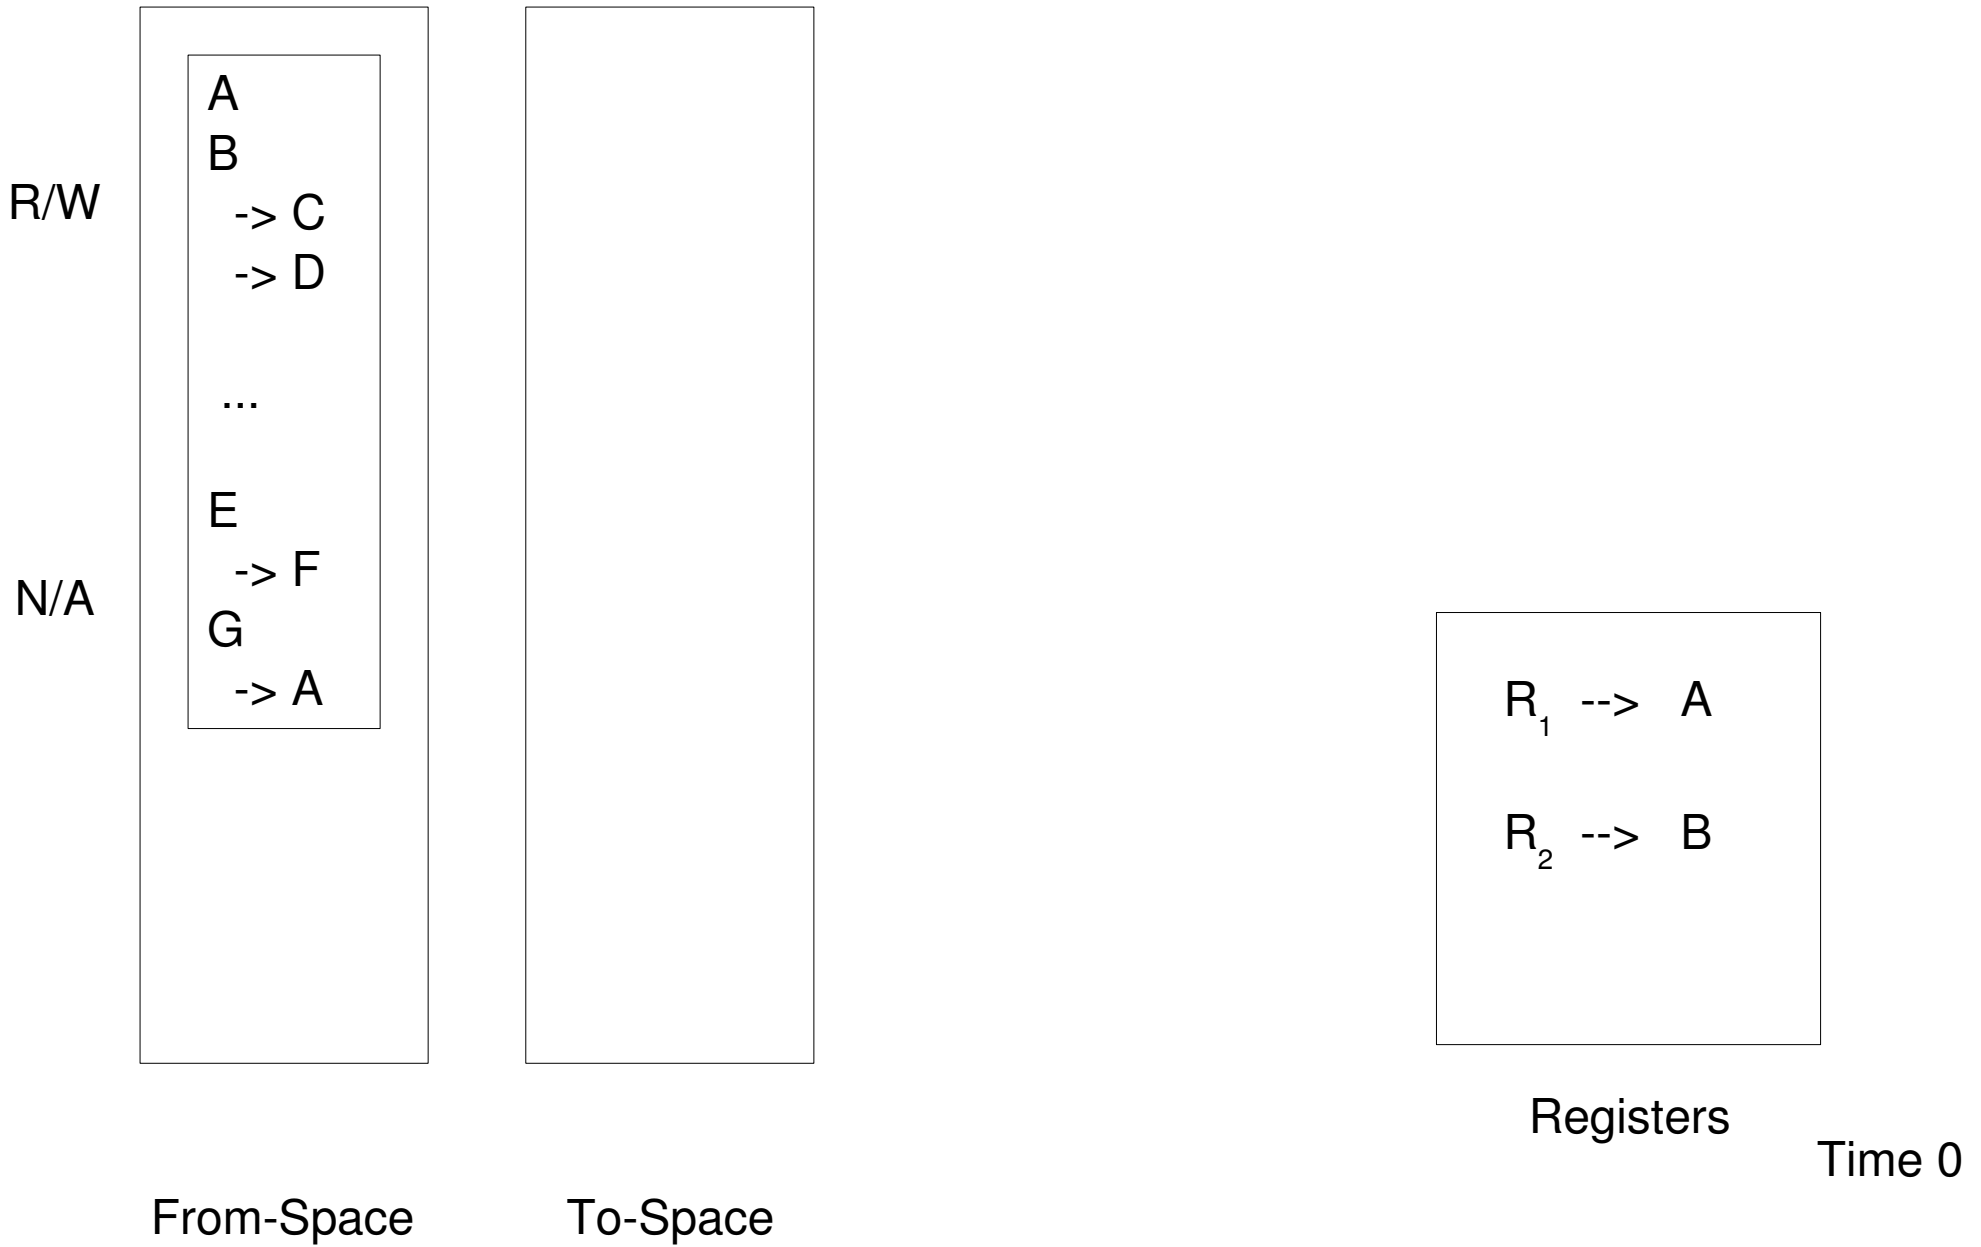 A
B
R/W
-> C
-> D
...
E
-> F
N/A
G
-> A
R1 --> A
R2 --> B
Registers
Time 0
From-Space
To-Space